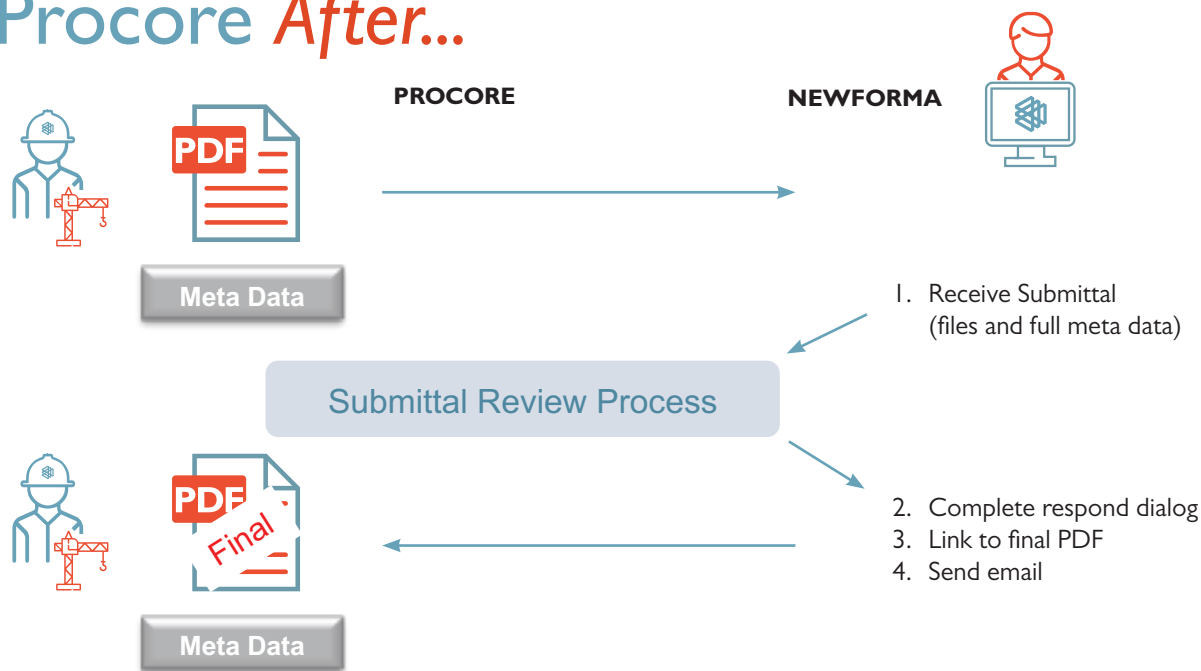 Procore After...
PROCORE
NEWFORMA
PDF
Meta Data
1. Receive Submittal
(files and full meta data)
Submittal Review Process
PDF
Final
2. Complete respond dialog
3. Link to final PDF
4. Send email
Meta Data